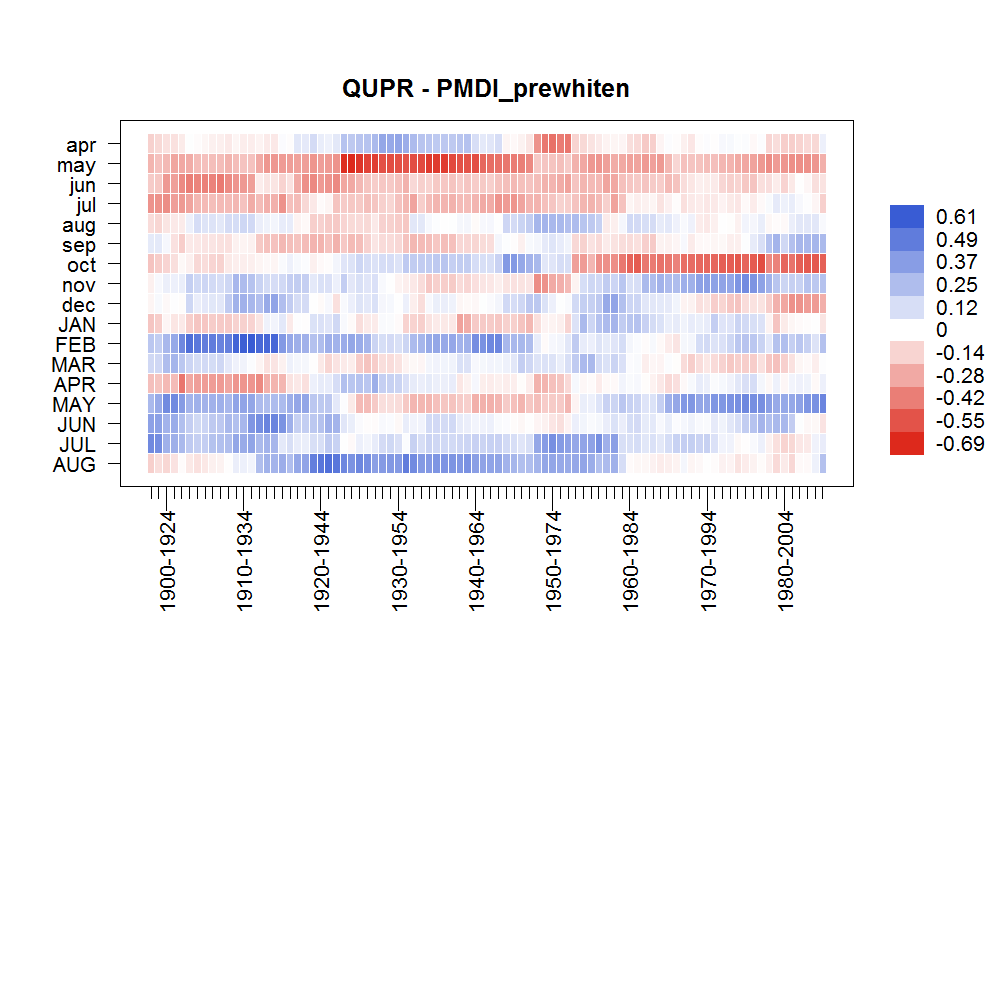 QUPR - PMDI_prewhiten
apr
may
jun
jul
aug
sep
oct
nov
dec
JAN
FEB
MAR
APR
MAY
JUN
JUL
AUG
1900-1924
1910-1934
1920-1944
1930-1954
1940-1964
1950-1974
1960-1984
1970-1994
1980-2004
0.61
0.49
0.37
0.25
0.12
0
-0.14
-0.28
-0.42
-0.55
-0.69